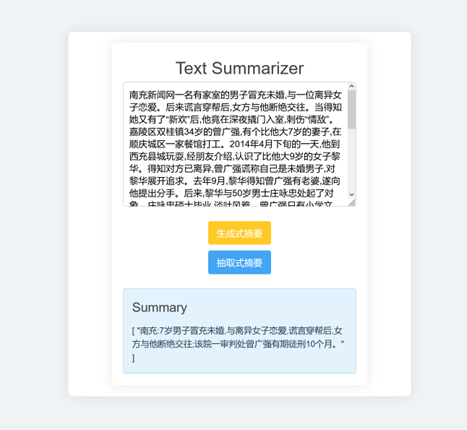 Text Summarizer
南充新闻网一名有家室的男子冒充未婚,与一位离异女
子恋爱。后来谎言穿帮后,女方与他断绝交往。当得知
她又有了“新欢”后,他竟在深夜撬门入室,刺伤“情敌”。
嘉陵区双桂镇34岁的曾广强,有个比他大7岁的妻子,在
顺庆城区一家餐馆打工。2014年4月下旬的一天,他到
西充县城玩耍,经朋友介绍,认识了比他大9岁的女子黎
华。得知对方已离异,曾广强谎称自己是未婚男子,对
黎华展开追求。去年9月,黎华得知曾广强有老婆,遂向
他提出分手。后来,黎华与50岁男士庄咏忠处起了对
象。庄咏忠硕士毕业,谈吐风雅。曾广强只有小学文
生成式摘要
抽取式摘要
Summary
[ "南充:7岁男子冒充未婚,与离异女子恋爱,谎言穿帮后,女
方与他断绝交往;该院一审判处曾广强有期徒刑10个月。"
]